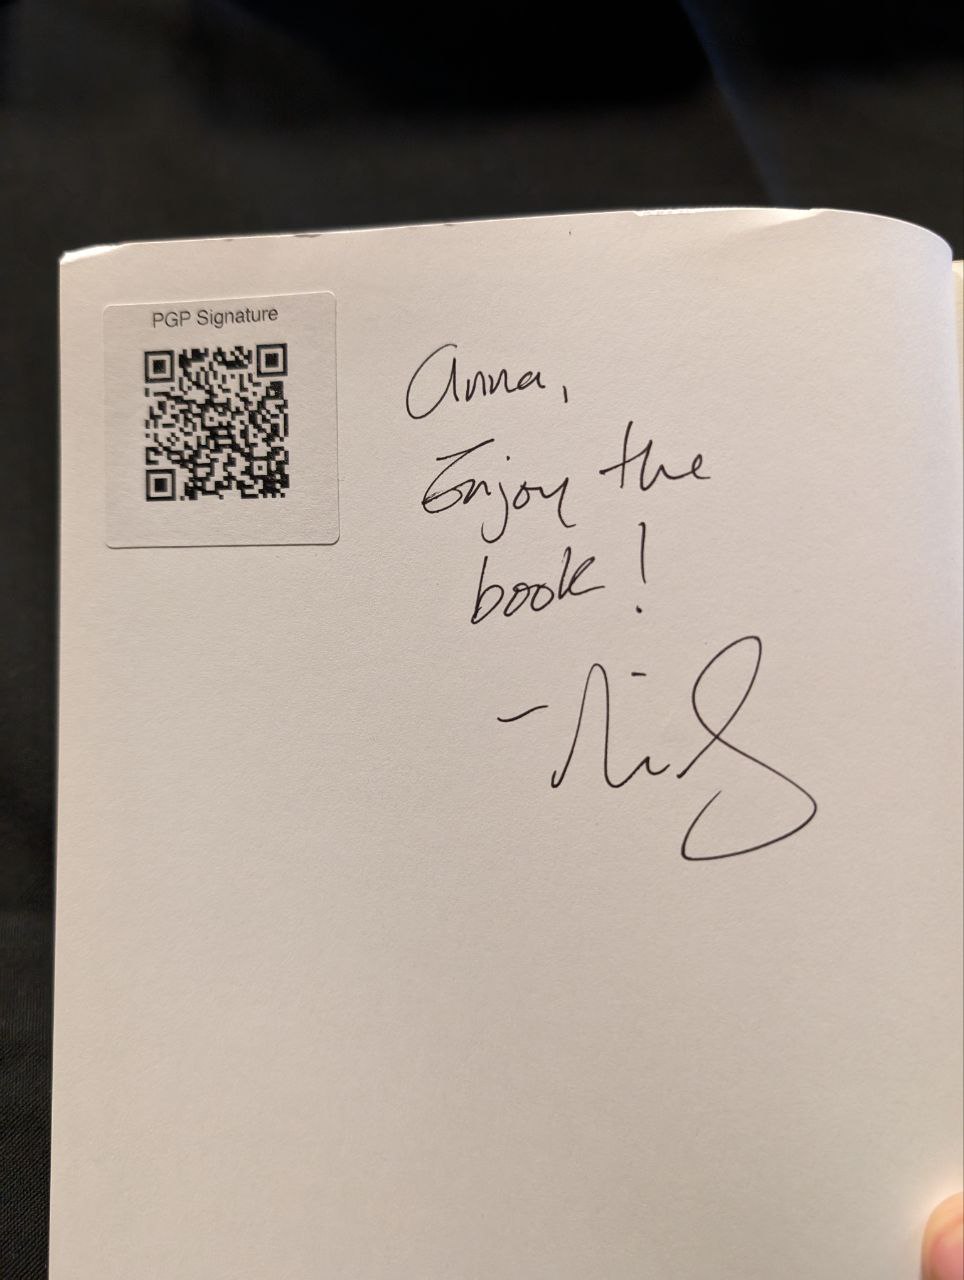 PGP Signature
Anna,
Enjoy the
book!